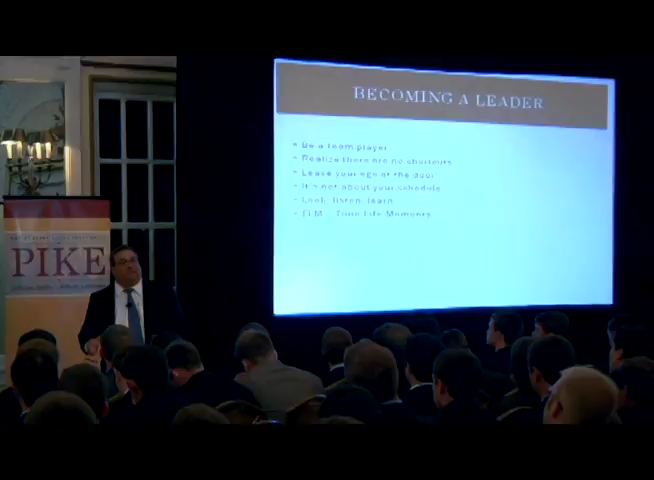 BECOMING A LEADER
Be a team player
Realize there are no shortcuts
Leave your ego at the door
It's not about your schedule
Look, listen, learn
Life Moments
PIKE